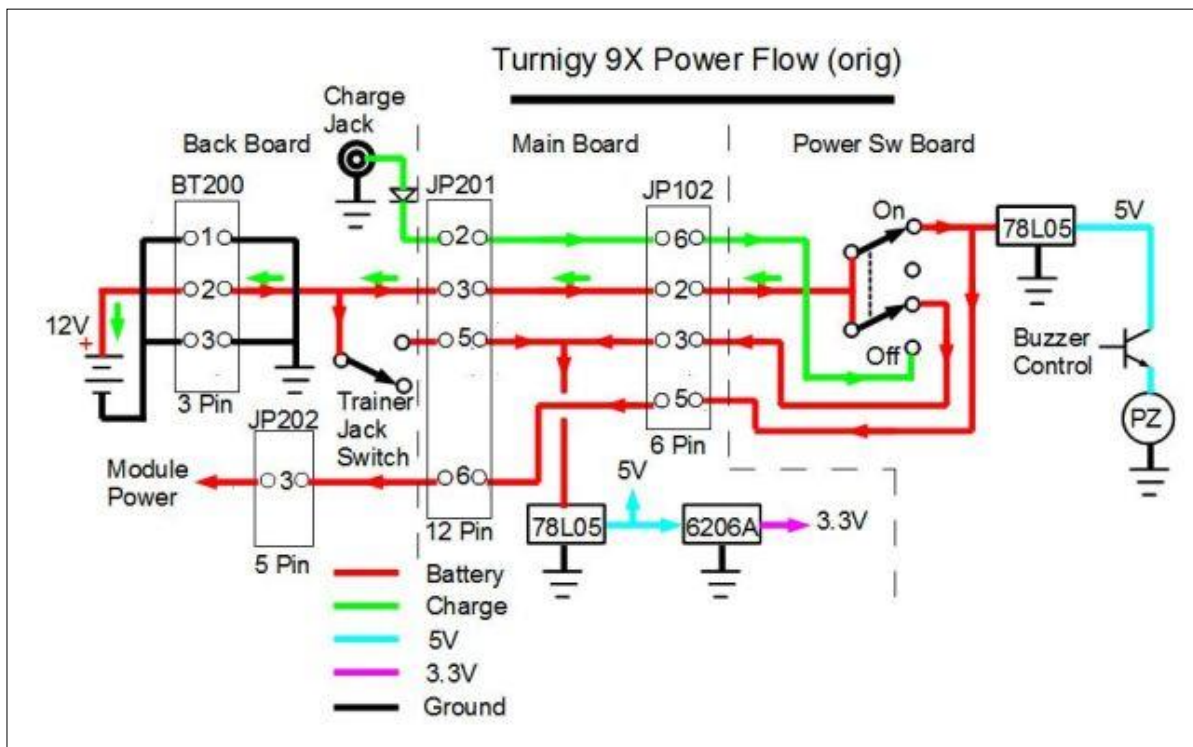 Turnigy 9X Power Flow (orig)
Charge
Jack
Back Board
Main Board
Power Sw Board
BT200
JP201
JP102
On
78L05
5V
1
2
6
2
3
2
12V
+
3
5
3
Off
Buzzer
Control
5
PZ
3 Pin
Trainer
Jack
Switch
6 Pin
JP202
Module
Power
3
6
5V
78L05
6206A
3.3V
12 Pin
5 Pin
Battery
Charge
5V
3.3V
Ground